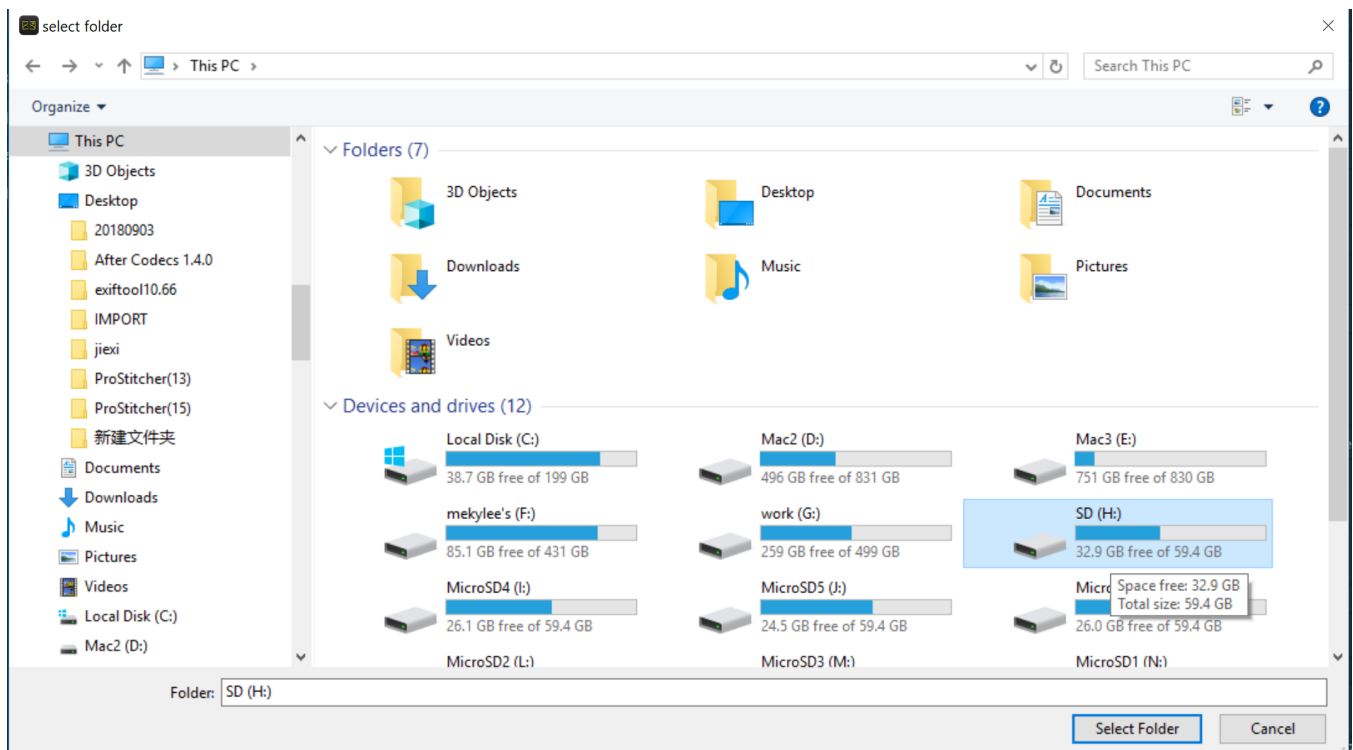 select folder
This PC
Search This PC
Organize
This PC
3D Objects
Desktop
20180903
After Codecs 1.4.0
exiftool10.66
IMPORT
jiexi
ProStitcher(13)
ProStitcher(15)
新建文件夹
Documents
Downloads
Music
Pictures
Videos
Local Disk (C:)
Mac2 (D:)
Folders (7)
3D Objects
Desktop
Documents
Downloads
Music
Pictures
Videos
Devices and drives (12)
Local Disk (C:)
38.7 GB free of 199 GB
Mac2 (D:)
496 GB free of 831 GB
Mac3 (E:)
751 GB free of 830 GB
mekylee's (F:)
85.1 GB free of 431 GB
work (G:)
259 GB free of 499 GB
SD (H:)
32.9 GB free of 59.4 GB
MicroSD4 (I:)
26.1 GB free of 59.4 GB
MicroSD5 (J:)
24.5 GB free of 59.4 GB
Space free: 32.9 GB
Total size: 59.4 GB
26.0 GB free of 59.4 GB
MicroSD2 (L:)
MicroSD3 (M:)
MicroSD1 (N:)
Folder: SD (H:)
Select Folder
Cancel